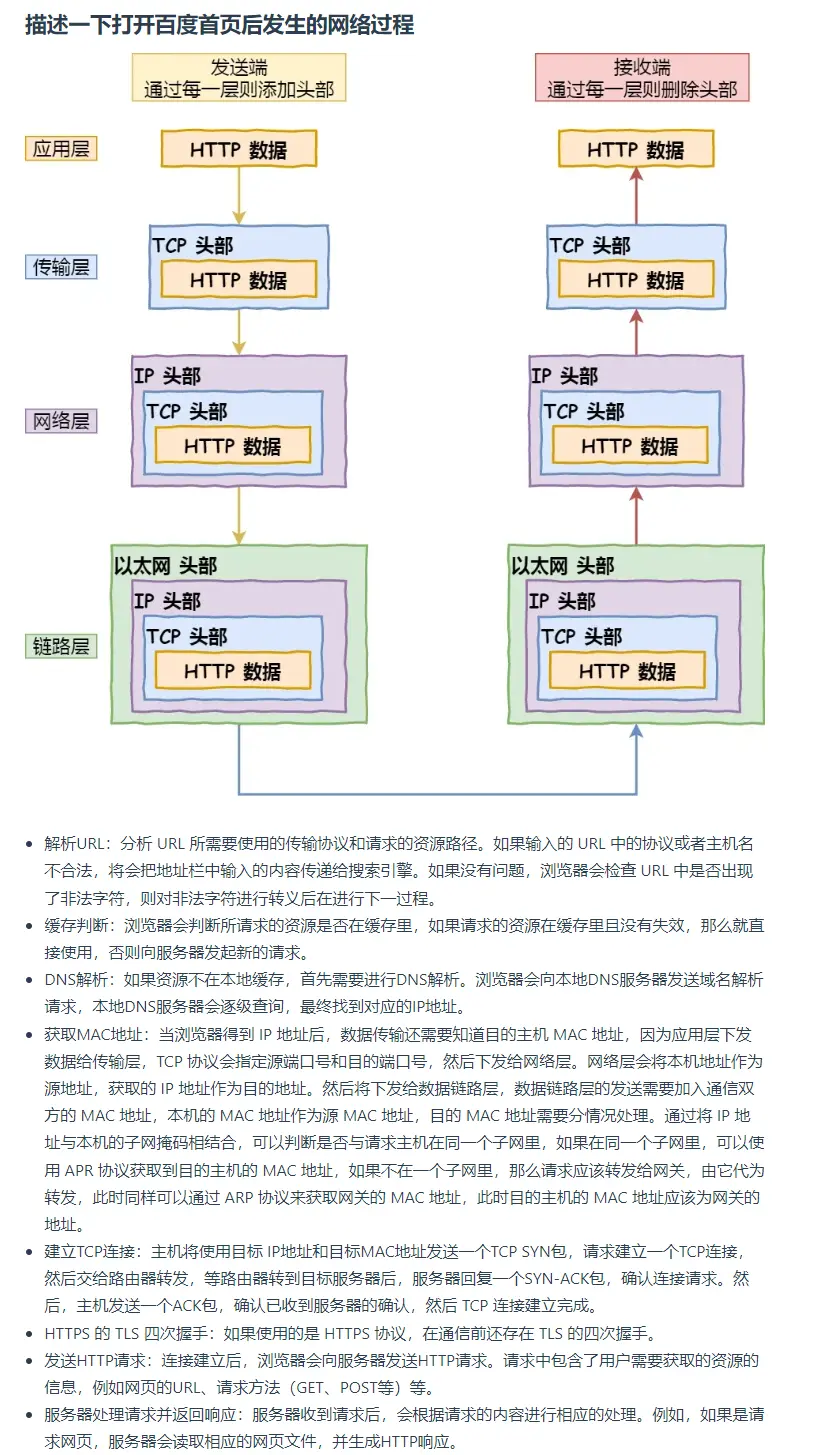 描述一下打开百度首页后发生的网络过程
发送端
通过每一层则添加头部
接收端
通过每一层则删除头部
应用层
HTTP 数据
HTTP 数据
传输层
TCP 头部
HTTP 数据
TCP 头部
HTTP 数据
网络层
IP 头部
TCP 头部
HTTP 数据
IP 头部
TCP 头部
HTTP 数据
链路层
以太网 头部
IP 头部
TCP 头部
HTTP 数据
以太网 头部
IP 头部
TCP 头部
HTTP 数据
解析URL：分析 URL 所需要使用的传输协议和请求的资源路径。如果输入的 URL 中的协议或者主机名
不合法，将会把地址栏中输入的内容传递给搜索引擎。如果没有问题，浏览器会检查 URL 中是否出现
了非法字符，则对非法字符进行转义后在进行下一过程。
缓存判断：浏览器会判断所请求的资源是否在缓存里，如果请求的资源在缓存里且没有失效，那么就直
接使用，否则向服务器发起新的请求。
DNS解析：如果资源不在本地缓存，首先需要进行DNS解析。浏览器会向本地DNS服务器发送域名解析
请求，本地DNS服务器会逐级查询，最终找到对应的IP地址。
获取MAC地址：当浏览器得到 IP 地址后，数据传输还需要知道目的主机 MAC 地址，因为应用层下发
数据给传输层，TCP 协议会指定源端口号和目的端口号，然后下发给网络层。网络层会将本机地址作为
源地址，获取的 IP 地址作为目的地址。然后将下发给数据链路层，数据链路层的发送需要加入通信双
方的 MAC 地址，本机的 MAC 地址作为源 MAC 地址，目的 MAC 地址需要分情况处理。通过将 IP 地
址与本机的子网掩码相结合，可以判断是否与请求主机在同一个子网里，如果在同一个子网里，可以使
用 APR 协议获取到目的主机的 MAC 地址，如果不在一个子网里，那么请求应该转发给网关，由它代为
转发，此时同样可以通过 ARP 协议来获取网关的 MAC 地址，此时目的主机的 MAC 地址应该为网关的
地址。
建立TCP连接：主机将使用目标 IP地址和目标MAC地址发送一个TCP SYN包，请求建立一个TCP连接，
然后交给路由器转发，等路由器转到目标服务器后，服务器回复一个SYN-ACK包，确认连接请求。然
后，主机发送一个ACK包，确认已收到服务器的确认，然后 TCP 连接建立完成。
HTTPS 的 TLS 四次握手：如果使用的是 HTTPS 协议，在通信前还存在 TLS 的四次握手。
发送HTTP请求：连接建立后，浏览器会向服务器发送HTTP请求。请求中包含了用户需要获取的资源的
信息，例如网页的URL、请求方法（GET、POST等）等。
服务器处理请求并返回响应：服务器收到请求后，会根据请求的内容进行相应的处理。例如，如果是请
求网页，服务器会读取相应的网页文件，并生成HTTP响应。